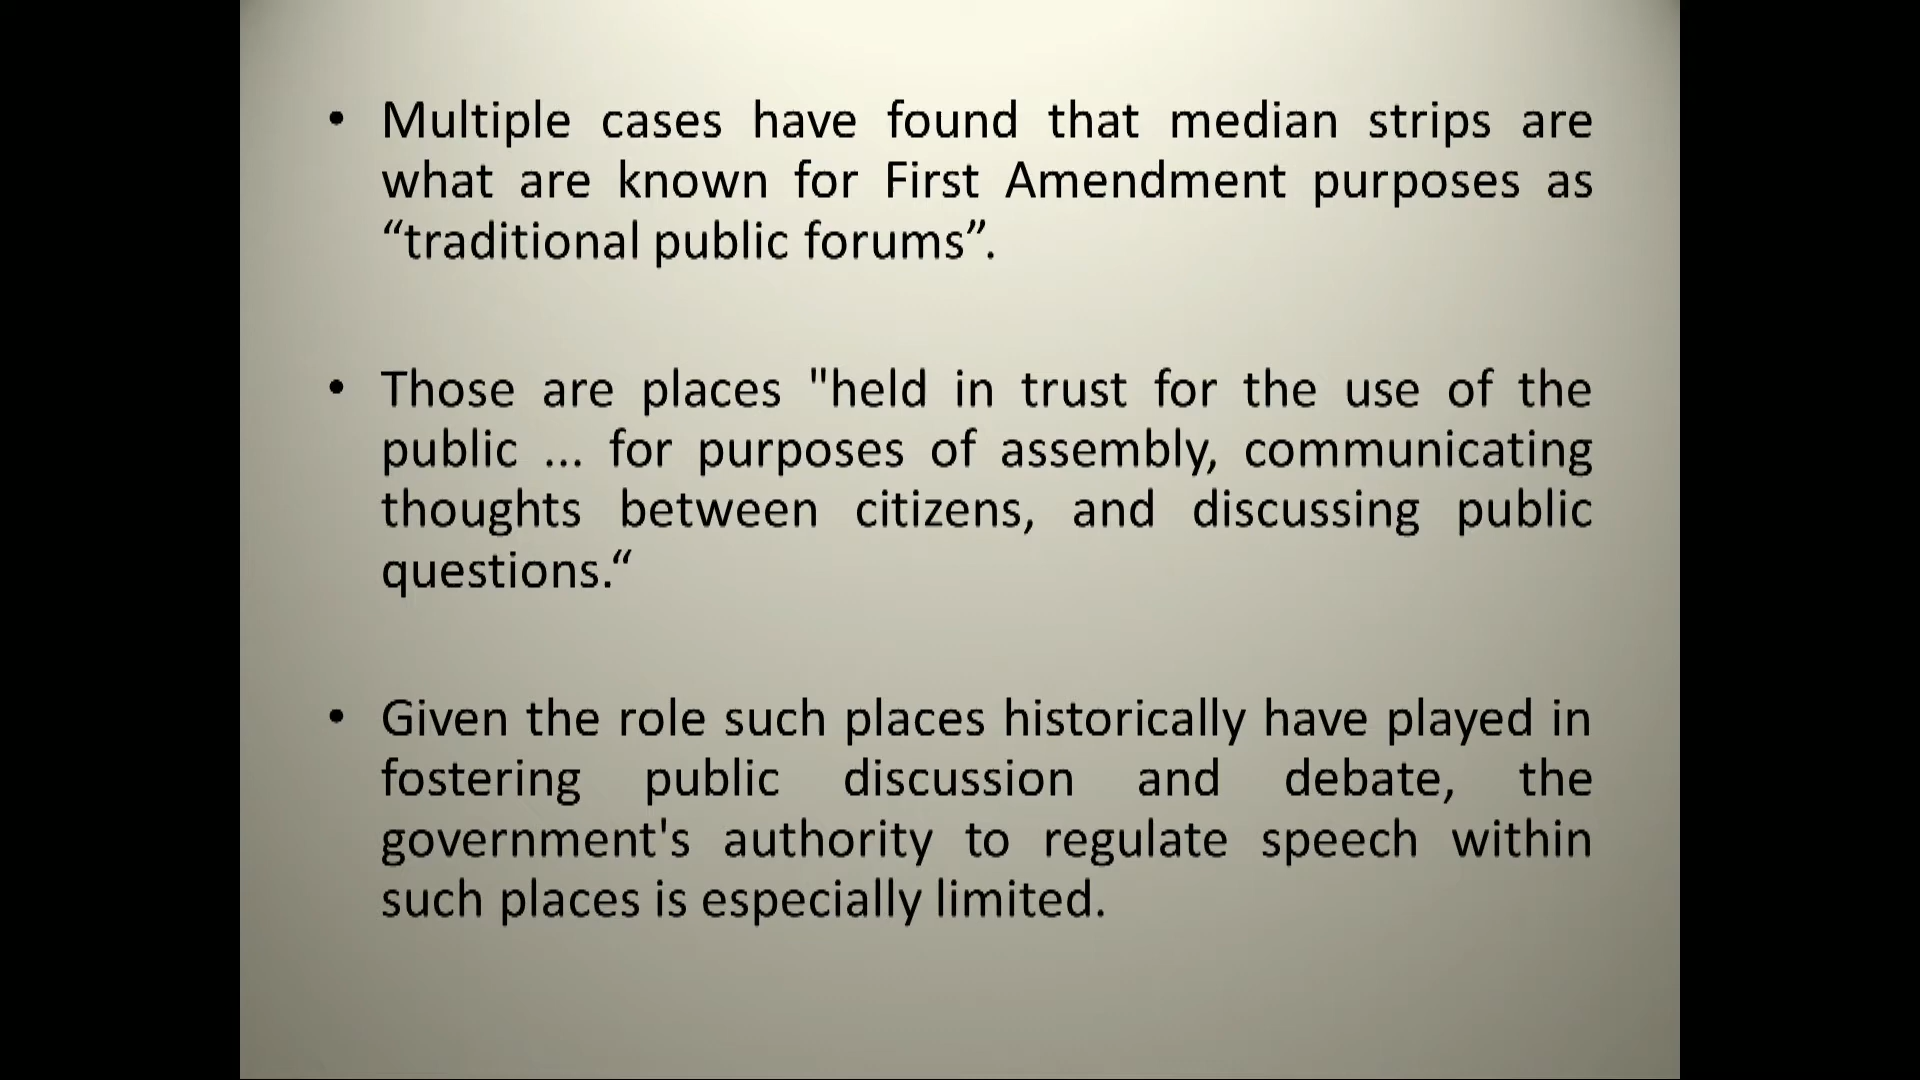 • Multiple cases have found that median strips are
what are known for First Amendment purposes as
“traditional public forums”.
• Those are places "held in trust for the use of the
public ... for purposes of assembly, communicating
thoughts between citizens, and discussing public
questions.“
• Given the role such places historically have played in
fostering public discussion and debate, the
government's authority to regulate speech within
such places is especially limited.